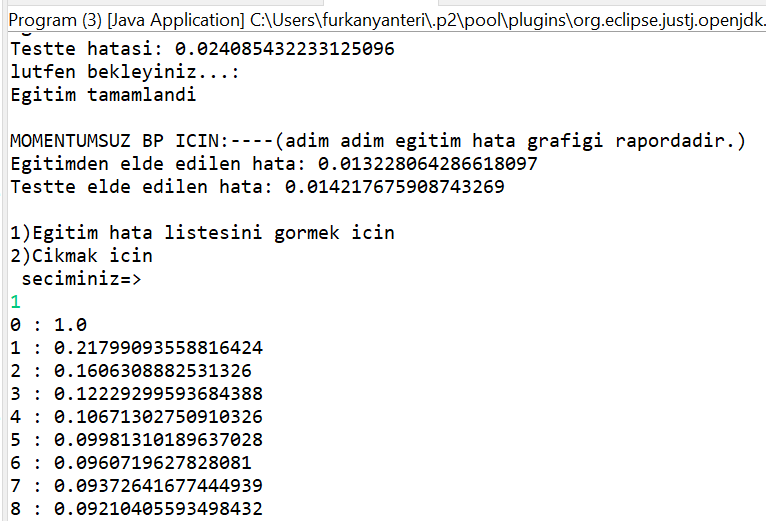 Program (3) [Java Application] C:\Users\furkanyanteri\.p2\pool\plugins\org.eclipse.justj.openjdk.
Testte hatasi: 0.024085432233125096
lutfen bekleyiniz...:
Egitim tamamlandi
MOMENTUMSUZ BP ICIN:----(adim adim egitim hata grafigi rapordadir.)
Egitimden elde edilen hata: 0.013228064286618097
Testte elde edilen hata: 0.014217675908743269
1)Egitim hata listesini gormek icin
2)Cikmak icin
seciminiz=>
1
0 : 1.0
1 : 0.21799093558816424
2 : 0.1606308882531326
3 : 0.12229299593684388
4 : 0.10671302750910326
5 : 0.09981310189637028
6 : 0.0960719627828081
7 : 0.09372641677444939
8 : 0.09210405593498432